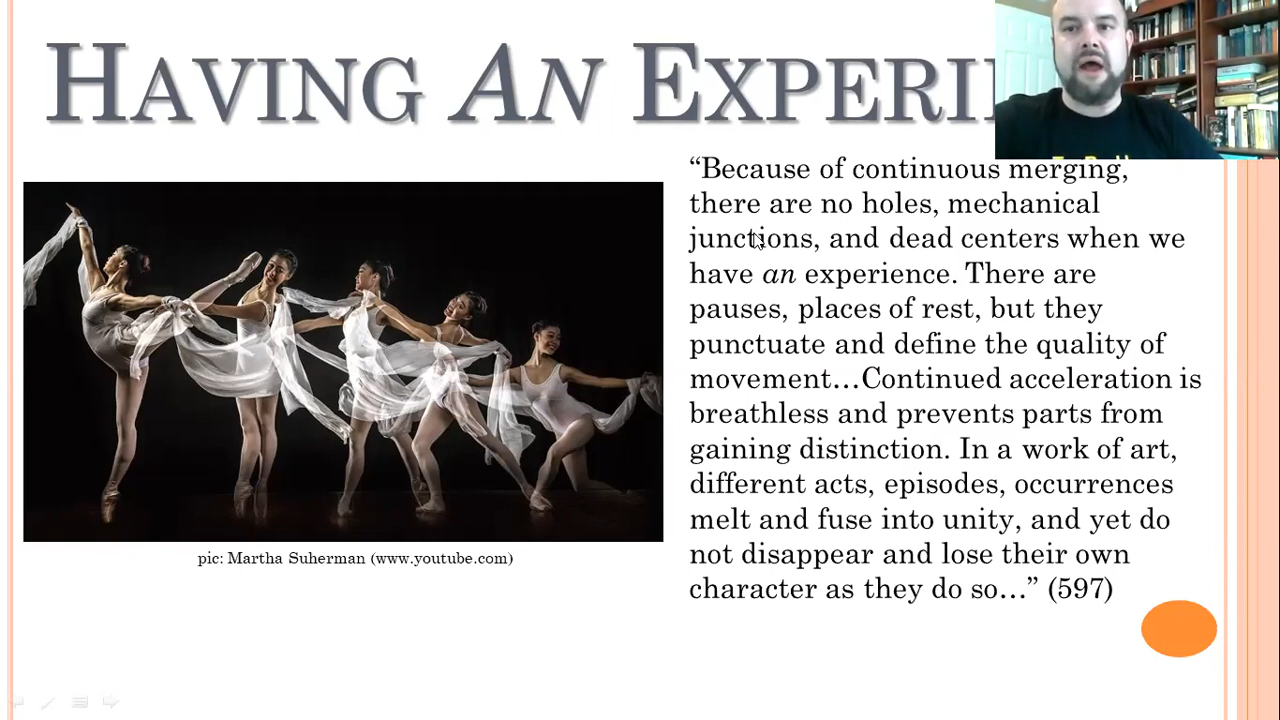 HAVING AN EXPERI
“Because of continuous merging,
there are no holes, mechanical
junctions, and dead centers when we
have an experience. There are
pauses, places of rest, but they
punctuate and define the quality of
movement…Continued acceleration is
breathless and prevents parts from
gaining distinction. In a work of art,
different acts, episodes, occurrences
melt and fuse into unity, and yet do
not disappear and lose their own
character as they do so…” (597)
pic: Martha Suherman (www.youtube.com)